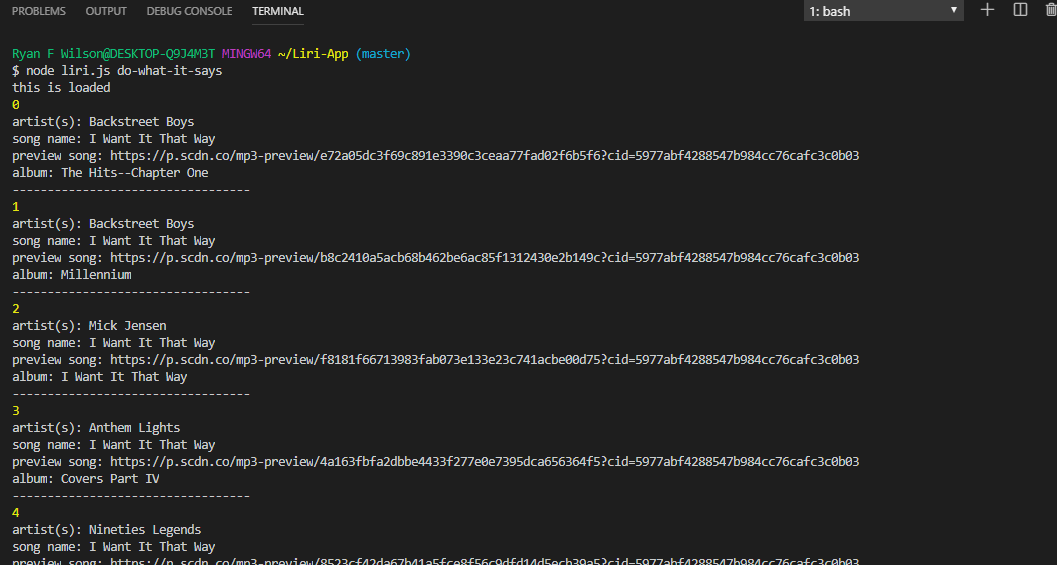 PROBLEMS OUTPUT DEBUG CONSOLE TERMINAL 1: bash
Ryan F Wilson@DESKTOP-Q9J4M3T MINGW64 ~/Liri-App (master)
$ node liri.js do-what-it-says
this is loaded
0
artist(s): Backstreet Boys
song name: I Want It That Way
preview song: https://p.scdn.co/mp3-preview/e72a05dc3f69c891e3390c3ceaa77fad02f6b5f6?cid=5977abf4288547b984cc76cafc3c0b03
album: The Hits--Chapter One
----------------------------------
1
artist(s): Backstreet Boys
song name: I Want It That Way
preview song: https://p.scdn.co/mp3-preview/b8c2410a5acb68b462be6ac85f1312430e2b149c?cid=5977abf4288547b984cc76cafc3c0b03
album: Millennium
----------------------------------
2
artist(s): Mick Jensen
song name: I Want It That Way
preview song: https://p.scdn.co/mp3-preview/f8181f66713983fab073e133e23c741acbe00d75?cid=5977abf4288547b984cc76cafc3c0b03
album: I Want It That Way
----------------------------------
3
artist(s): Anthem Lights
song name: I Want It That Way
preview song: https://p.scdn.co/mp3-preview/4a163fbfa2dbbe4433f277e0e7395dca656364f5?cid=5977abf4288547b984cc76cafc3c0b03
album: Covers Part IV
----------------------------------
4
artist(s): Nineties Legends
song name: I Want It That Way
preview song: https://p.scdn.co/mp3-preview/8523cf42da67b41a5fce8f56c9dfd14d5ecb39a5?cid=5977abf4288547b984cc76cafc3c0b03